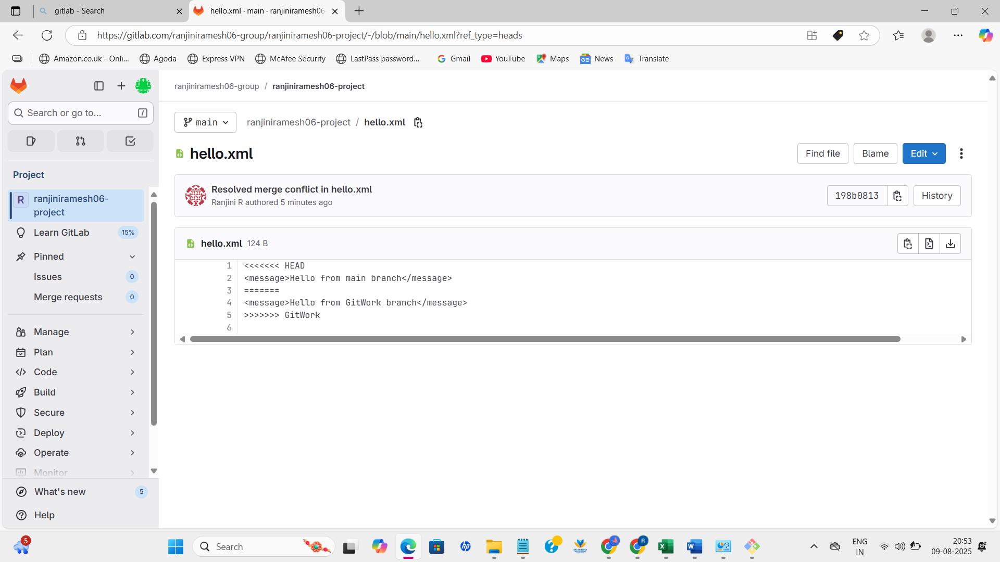 gitlab - Search
hello.xml · main · ranjiniramesh06
https://gitlab.com/ranjiniramesh06-group/ranjiniramesh06-project/-/blob/main/hello.xml?ref_type=heads
Amazon.co.uk - Onli...
Agoda
Express VPN
McAfee Security
LastPass password...
Gmail
YouTube
Maps
News
Translate
ranjiniramesh06-group / ranjiniramesh06-project
Search or go to... /
main
ranjiniramesh06-project / hello.xml
hello.xml
Find file
Blame
Edit
Project
Resolved merge conflict in hello.xml
Ranjini R authored 5 minutes ago
198b0813
History
R ranjiniramesh06-
project
Learn GitLab 15%
Pinned
Issues 0
Merge requests 0
Manage
Plan
Code
Build
Secure
Deploy
Operate
Monitor
What's new 5
Help
hello.xml 124 B
1 <<<<<<< HEAD
2 <message>Hello from main branch</message>
3 =======
4 <message>Hello from GitWork branch</message>
5 >>>>>>> GitWork
6
5
Search
hp
SRI KRISHNA
R
ENG
IN
20:53
09-08-2025